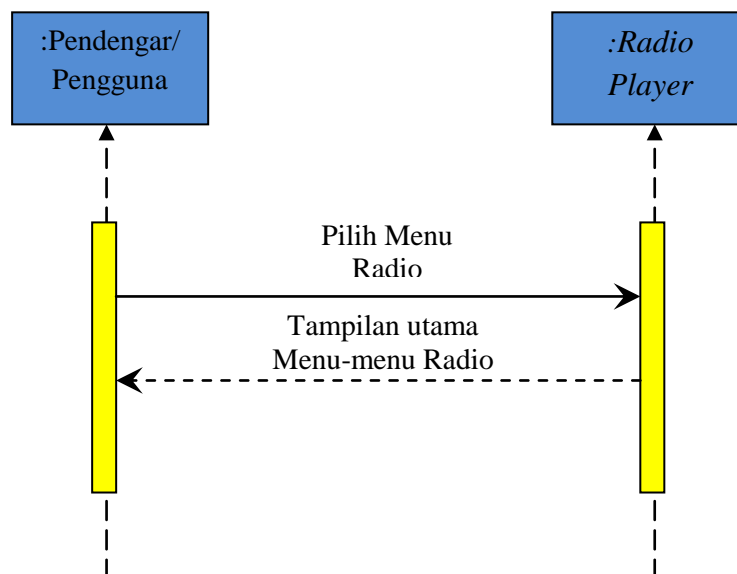 :Pendengar/
Pengguna
:Radio
Player
Pilih Menu
Radio
Tampilan utama
Menu-menu Radio